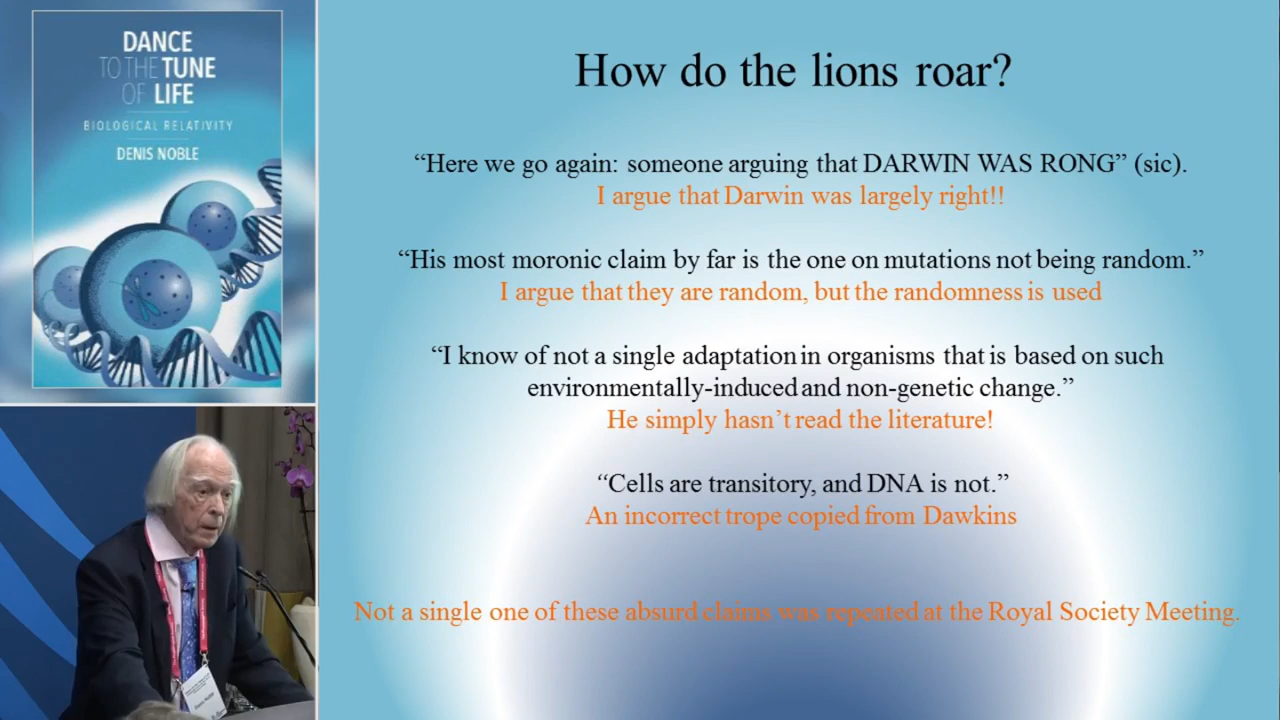 DANCE
TO THE TUNE
OF LIFE
BIOLOGICAL RELATIVITY
DENIS NOBLE
How do the lions roar?
“Here we go again: someone arguing that DARWIN WAS RONG” (sic).
I argue that Darwin was largely right!!
“His most moronic claim by far is the one on mutations not being random.”
I argue that they are random, but the randomness is used
“I know of not a single adaptation in organisms that is based on such
environmentally-induced and non-genetic change.”
He simply hasn’t read the literature!
“Cells are transitory, and DNA is not.”
An incorrect trope copied from Dawkins
Not a single one of these absurd claims was repeated at the Royal Society Meeting.